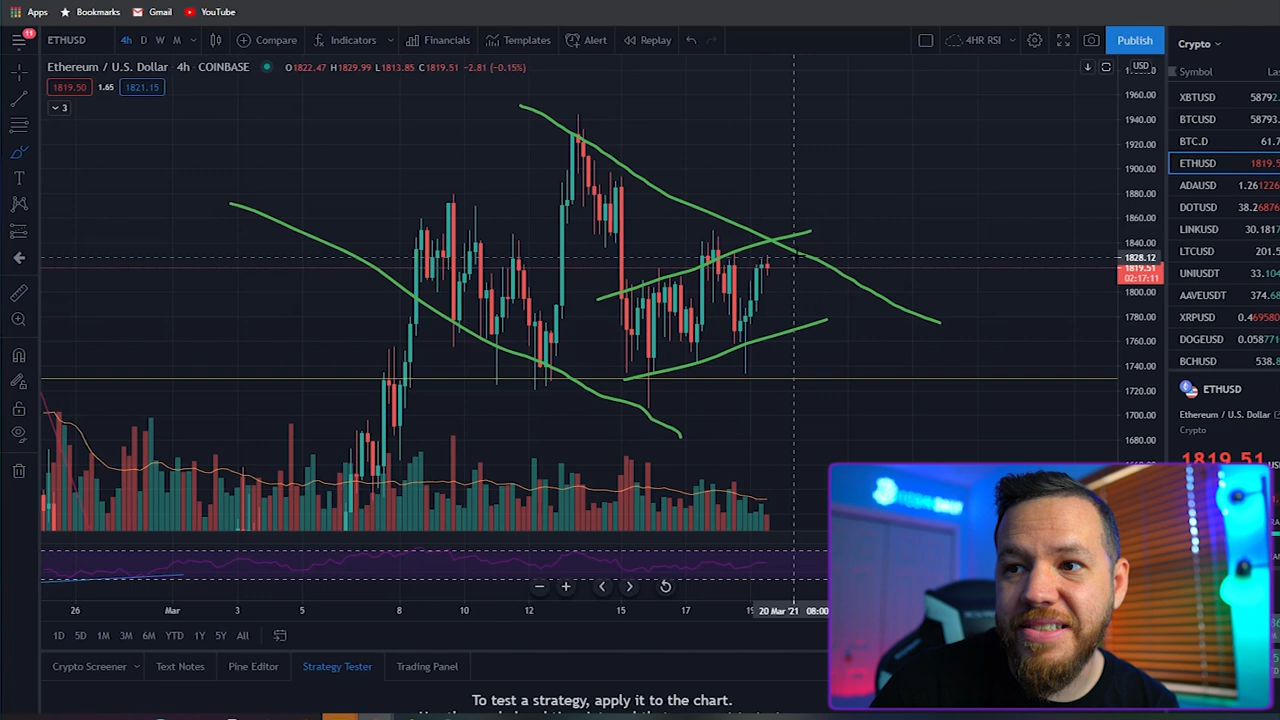 Apps Bookmarks Gmail YouTube
11
ETHUSD 4h D W M Compare Indicators Financials Templates Alert Replay 4HR RSI Publish Crypto
Ethereum / U.S. Dollar 4h COINBASE O1822.47 H1829.99 L1813.85 C1819.51 -2.81 (-0.15%) USD
1819.50 1.65 1821.15
3
Symbol
1960.00
1940.00
1920.00
1900.00
1880.00
1860.00
1840.00
1828.12
1819.51
02:17:11
1800.00
1780.00
1760.00
1740.00
1720.00
1700.00
1680.00
XBTUSD 58792
BTCUSD 58793.
BTC.D 61.7
ETHUSD 1819.5
ADAUSD 1.261226
DOTUSD 38.26876
LINKUSD 30.1817
LTCUSD 201.5
UNIUSDT 33.104
AAVEUSDT 374.68
XRPUSD 0.469580
DOGEUSD 0.058771
BCHUSD 538.8
ETHUSD
Ethereum / U.S. Dollar
Crypto
1819.51
26 Mar 3 5 8 10 12 15 17 19 20 Mar '21 08:00
1D 5D 1M 3M 6M YTD 1Y 5Y All
Crypto Screener Text Notes Pine Editor Strategy Tester Trading Panel
To test a strategy, apply it to the chart.